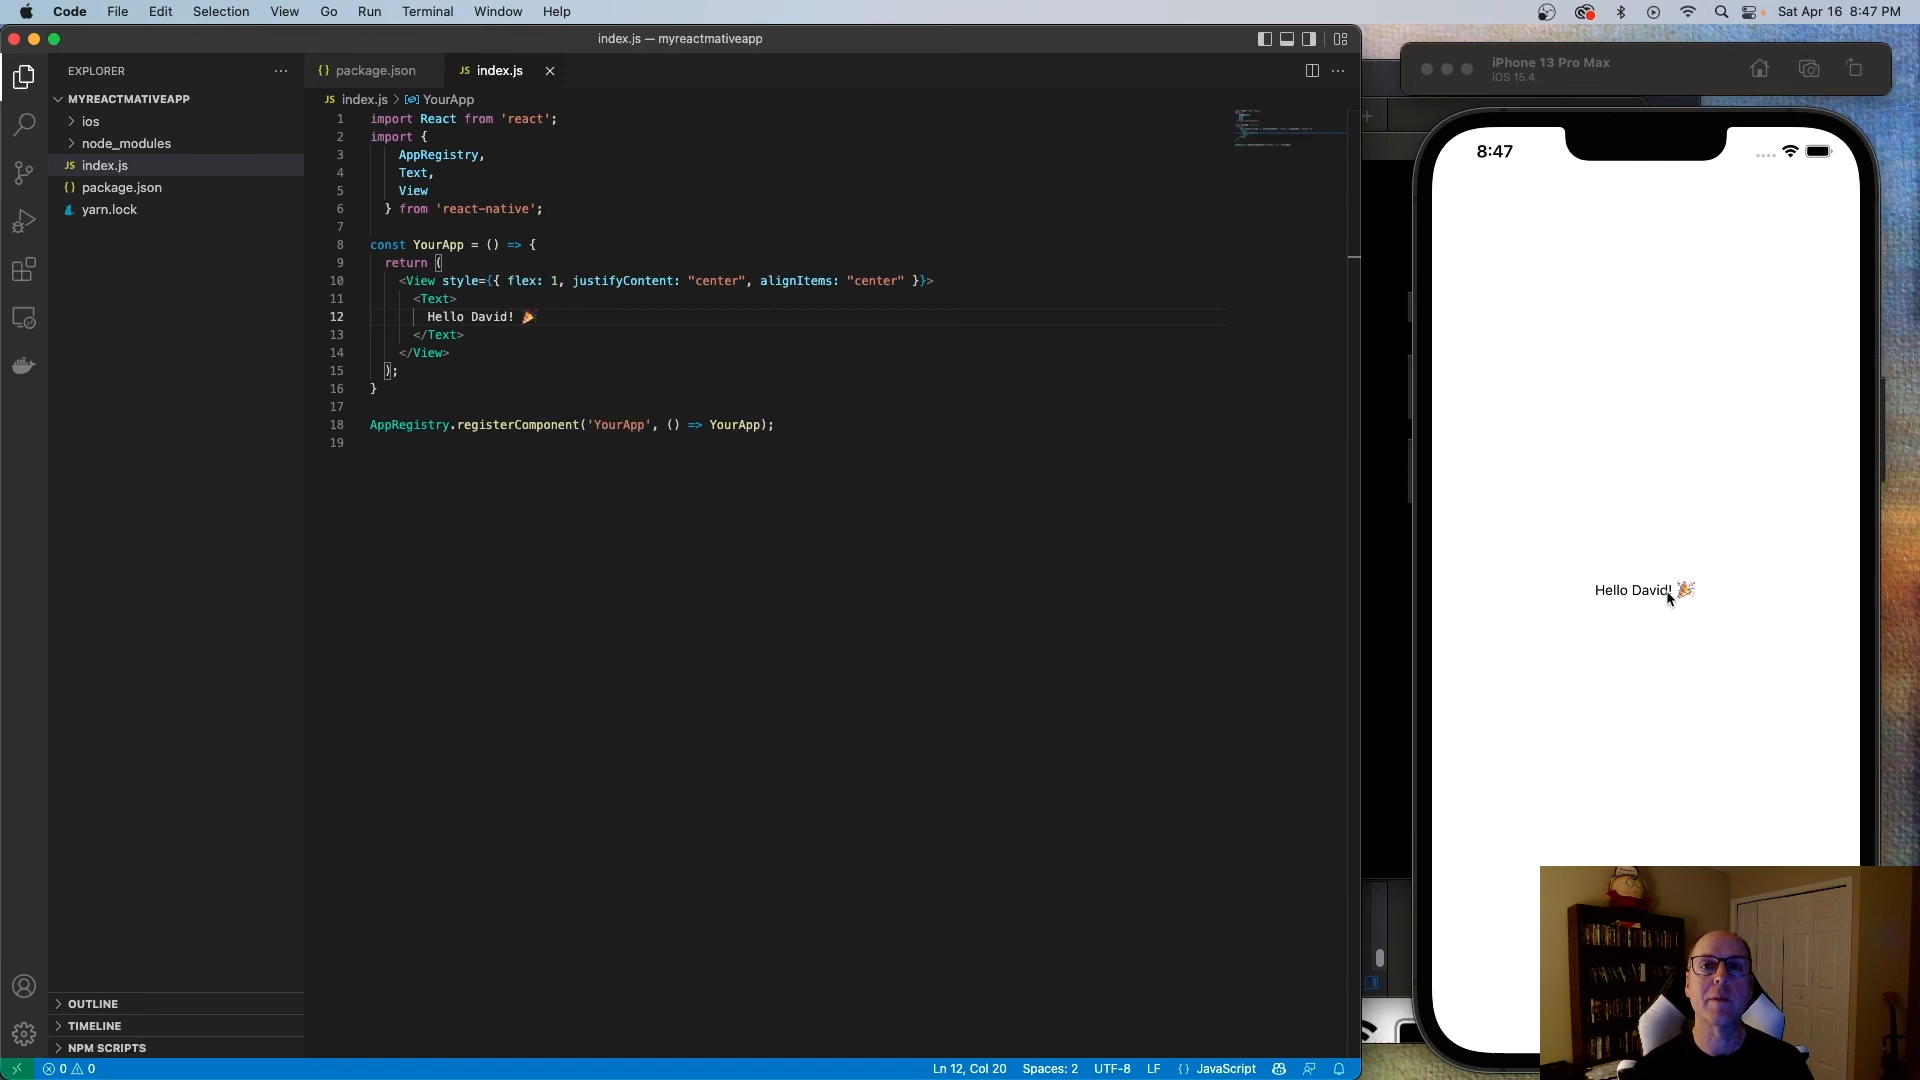 Code File Edit Selection View Go Run Terminal Window Help
Sat Apr 16 8:47 PM
index.js — myreactmativeapp
iPhone 13 Pro Max
iOS 15.4
EXPLORER
MYREACTMATIVEAPP
ios
node_modules
JS index.js
{} package.json
yarn.lock
OUTLINE
TIMELINE
NPM SCRIPTS
{} package.json
JS index.js
JS index.js > YourApp
1 import React from 'react';
2 import {
3 AppRegistry,
4 Text,
5 View
6 } from 'react-native';
7
8 const YourApp = () => {
9 return (
10 <View style={{ flex: 1, justifyContent: "center", alignItems: "center" }}>
11 <Text>
12 Hello David! 🎉
13 </Text>
14 </View>
15 );
16 }
17
18 AppRegistry.registerComponent('YourApp', () => YourApp);
19
8:47
Hello David! 🎉
0 0
Ln 12, Col 20 Spaces: 2 UTF-8 LF {} JavaScript